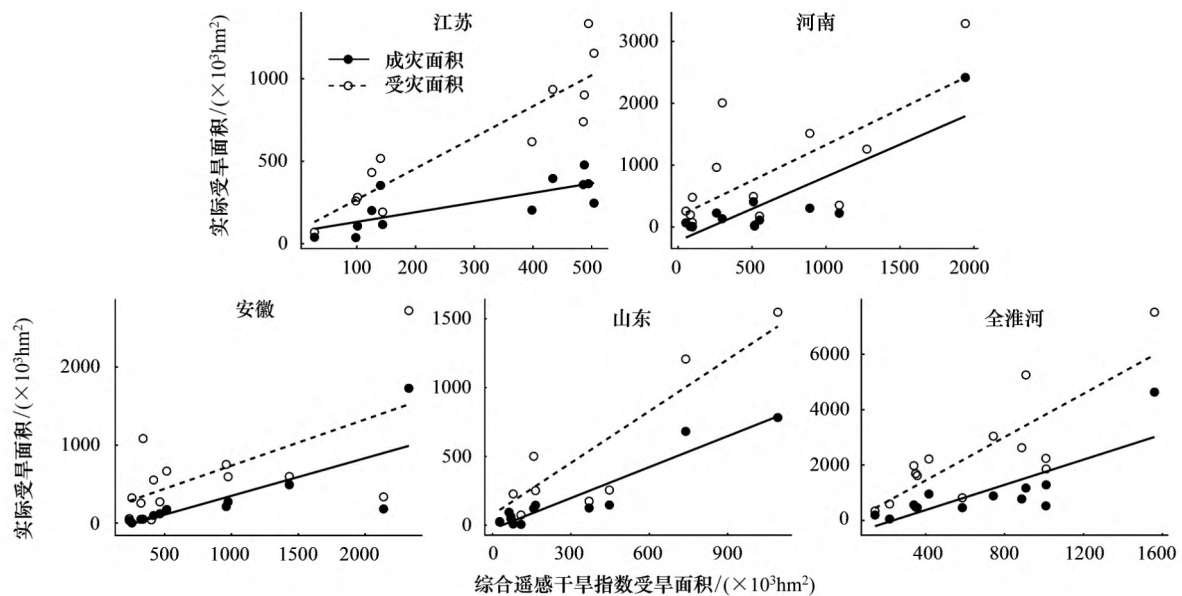 江苏
河南
成灾面积
受灾面积
实际受旱面积/(×10³hm²)
1000
500
0
100 200 300 400 500
3000
2000
1000
0
0 500 1000 1500 2000
安徽
山东
全淮河
实际受旱面积/(×10³hm²)
2000
1000
0
500 1000 1500 2000
1500
1000
500
0
0 300 600 900
6000
4000
2000
0
400 800 1200 1600
综合遥感干旱指数受旱面积/(×10³hm²)